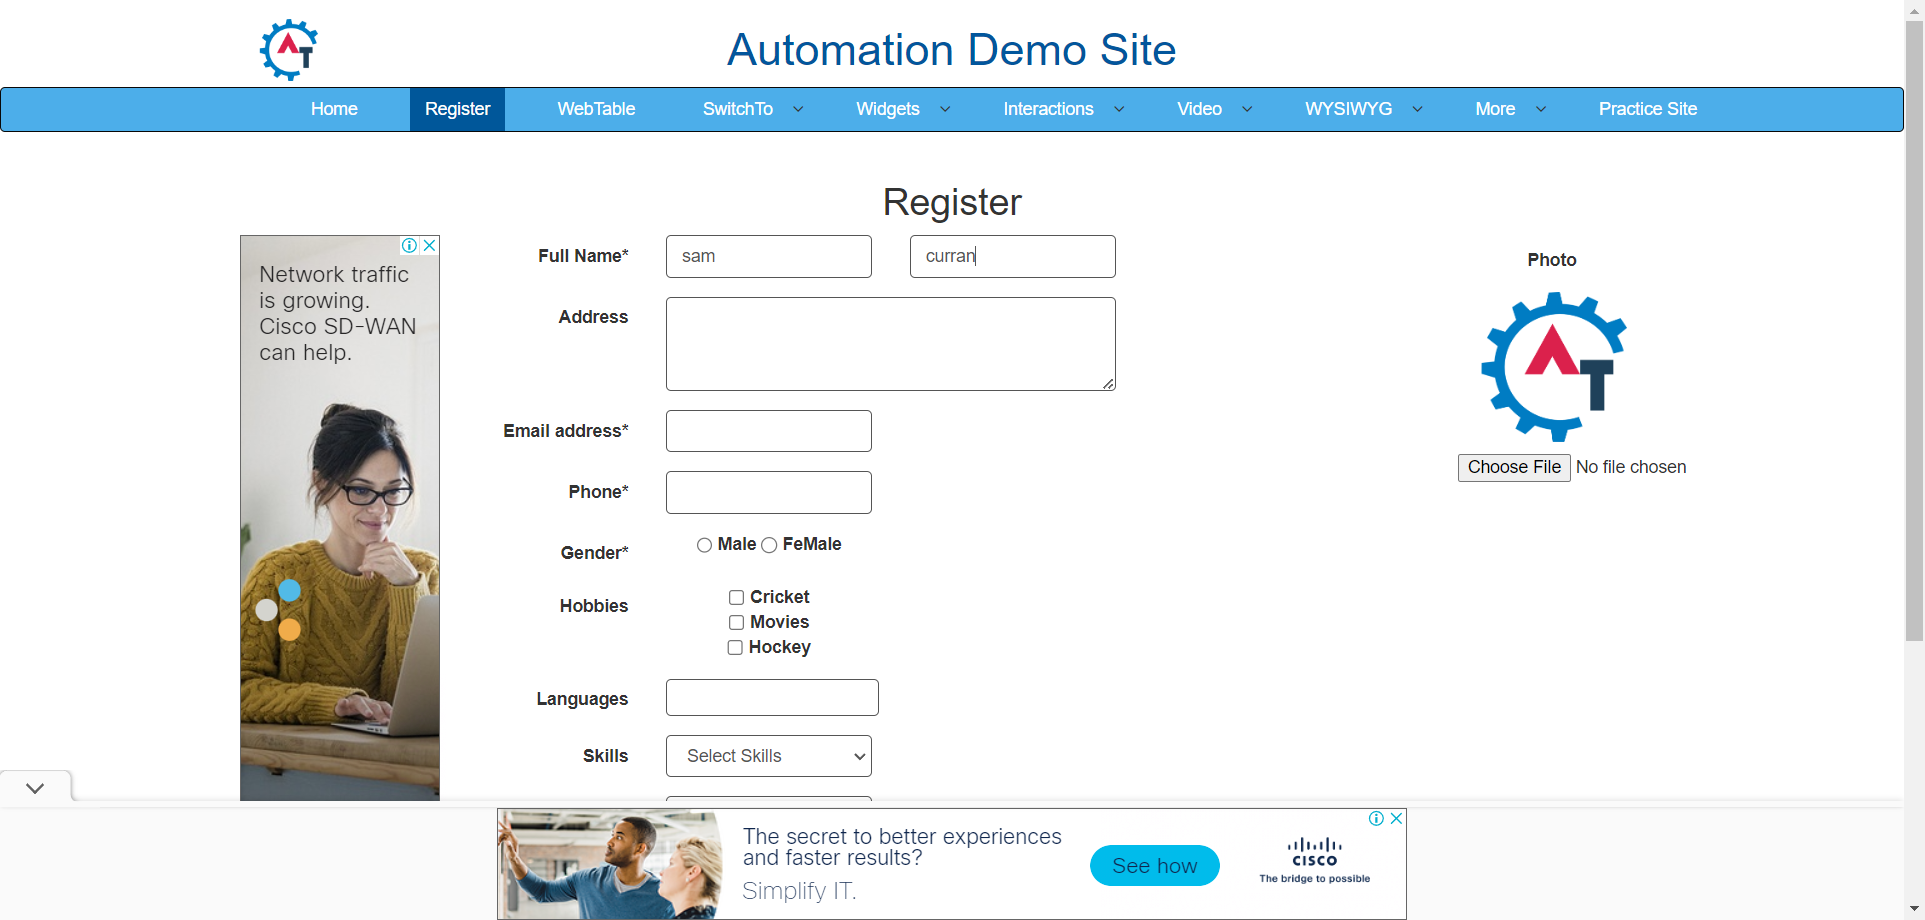 AT
Automation Demo Site
Home Register WebTable SwitchTo Widgets Interactions Video WYSIWYG More Practice Site
Register
Network traffic
is growing.
Cisco SD-WAN
can help.
Full Name* sam curran
Address
Email address*
Phone*
Gender* Male FeMale
Hobbies
Cricket
Movies
Hockey
Languages
Skills Select Skills
Photo
AT
Choose File No file chosen
The secret to better experiences
and faster results?
Simplify IT.
See how
CISCO
The bridge to possible